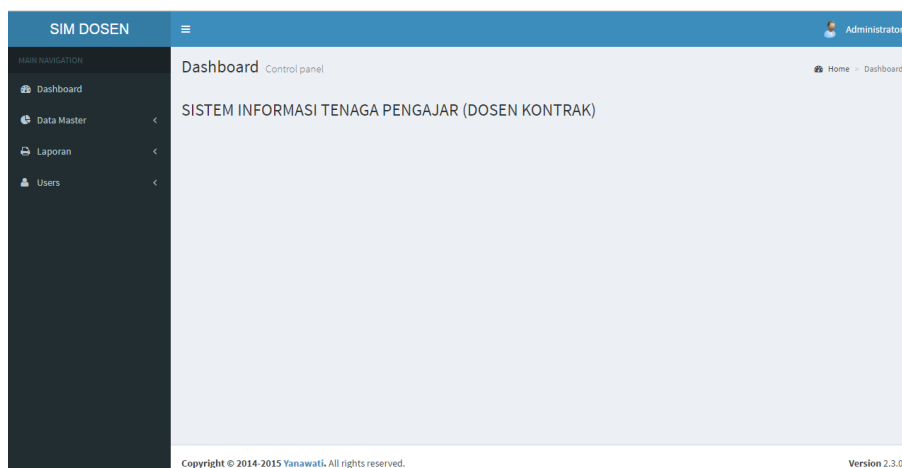 SIM DOSEN
Administrator
MAIN NAVIGATION
Dashboard
Data Master
Laporan
Users
Dashboard Control panel
Home > Dashboard
SISTEM INFORMASI TENAGA PENGAJAR (DOSEN KONTRAK)
Copyright © 2014-2015 Yanawati. All rights reserved.
Version 2.3.0